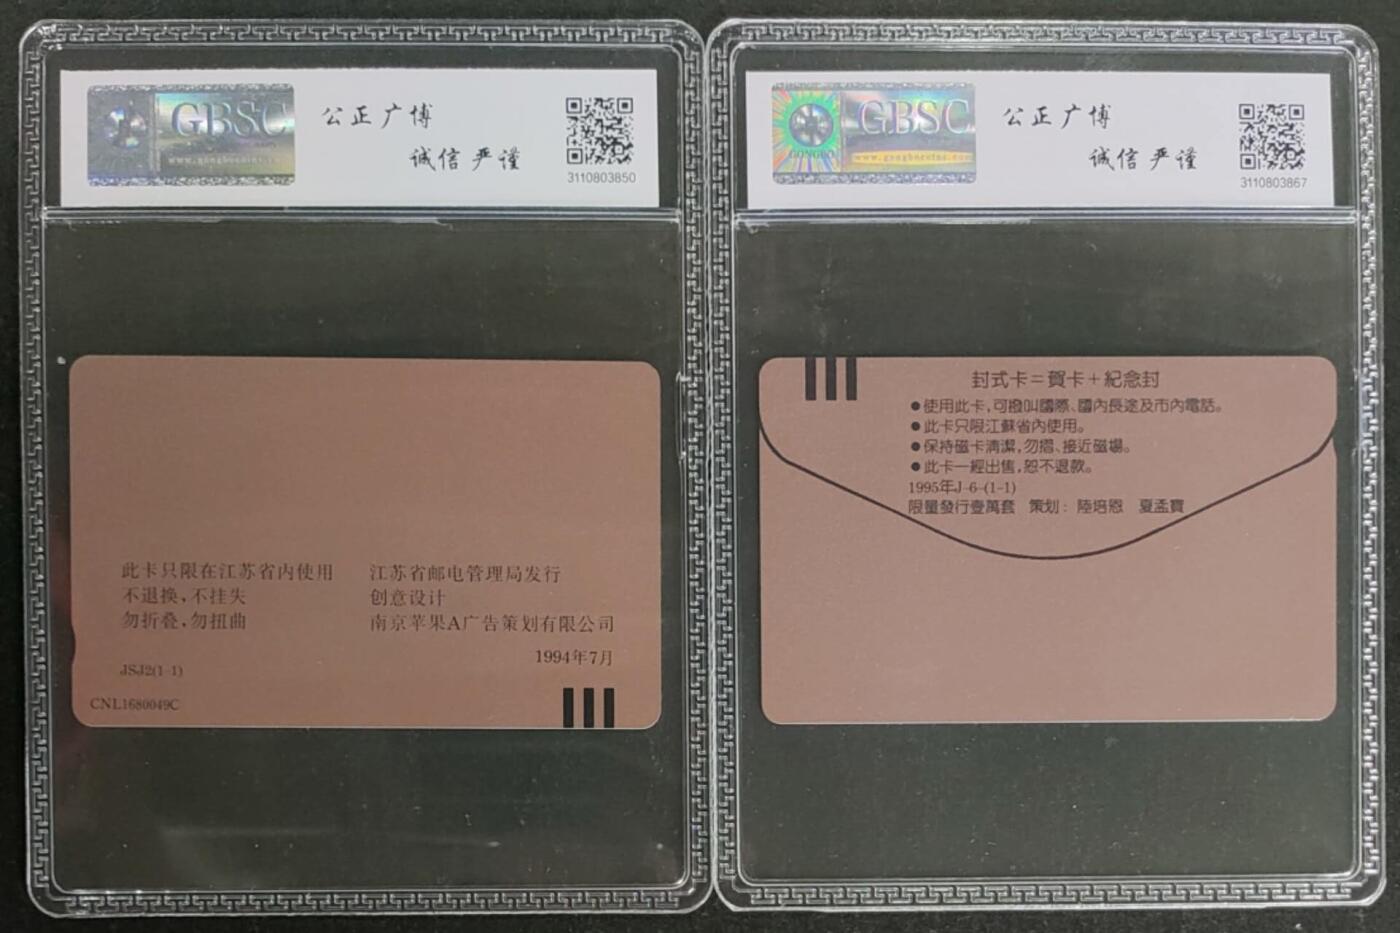 GBSC
www.gongbocoins.com
公正广博
诚信严谨
3110803850
此卡只限在江苏省内使用
不退换,不挂失
勿折叠,勿扭曲
江苏省邮电管理局发行
创意设计
南京苹果A广告策划有限公司
1994年7月
JSJ2(1-1)
CNL1680049C
GBSC
GONGBO
www.gongbocoins.com
公正广博
诚信严谨
3110803867
封式卡=賀卡+紀念封
●使用此卡,可撥叫國際、國內長途及市內電話。
●此卡只限江蘇省內使用。
●保持磁卡清潔,勿摺、接近磁場。
●此卡一經出售,恕不退款。
1995年J-6-(1-1)
限量發行壹萬套 策划: 陸培恩 夏孟寶